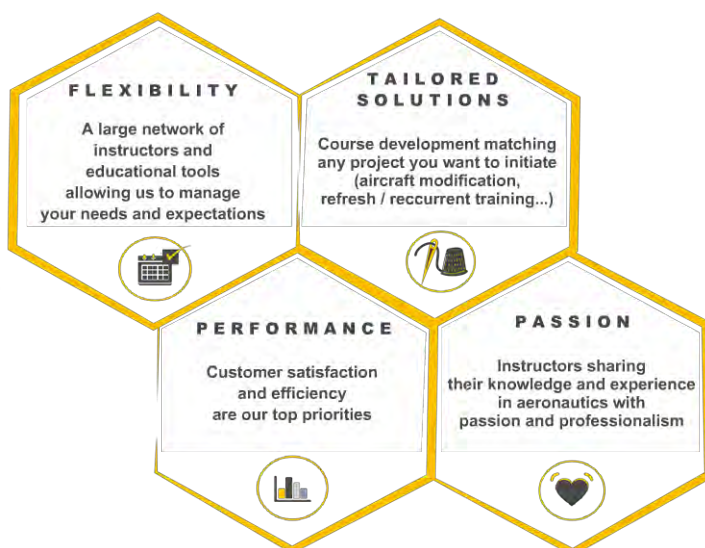 FLEXIBILITY
A large network of
instructors and
educational tools
allowing us to manage
your needs and expectations
TAILORED
SOLUTIONS
Course development matching
any project you want to initiate
(aircraft modification,
refresh / reccurrent training...)
PERFORMANCE
Customer satisfaction
and efficiency
are our top priorities
PASSION
Instructors sharing
their knowledge and experience
in aeronautics with
passion and professionalism